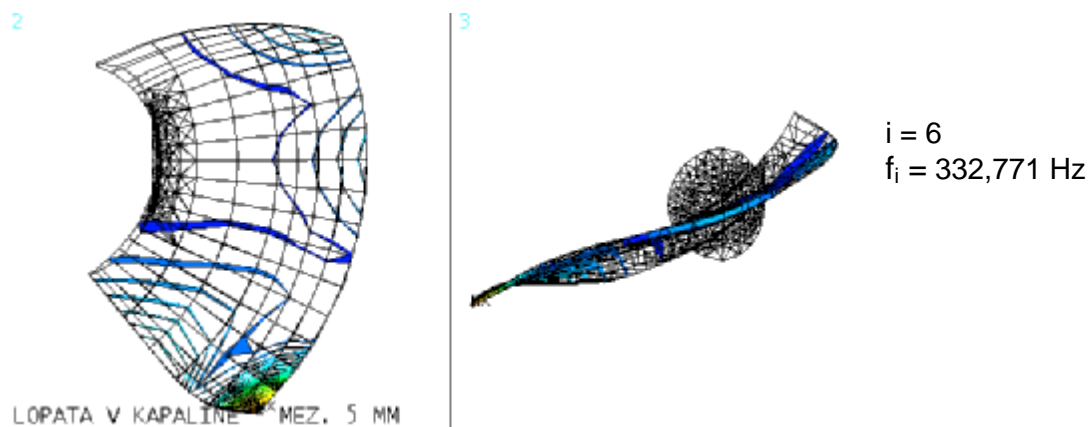 2
3
i = 6
fi = 332,771 Hz
LOPATA V KAPALINE MEZ. 5 MM